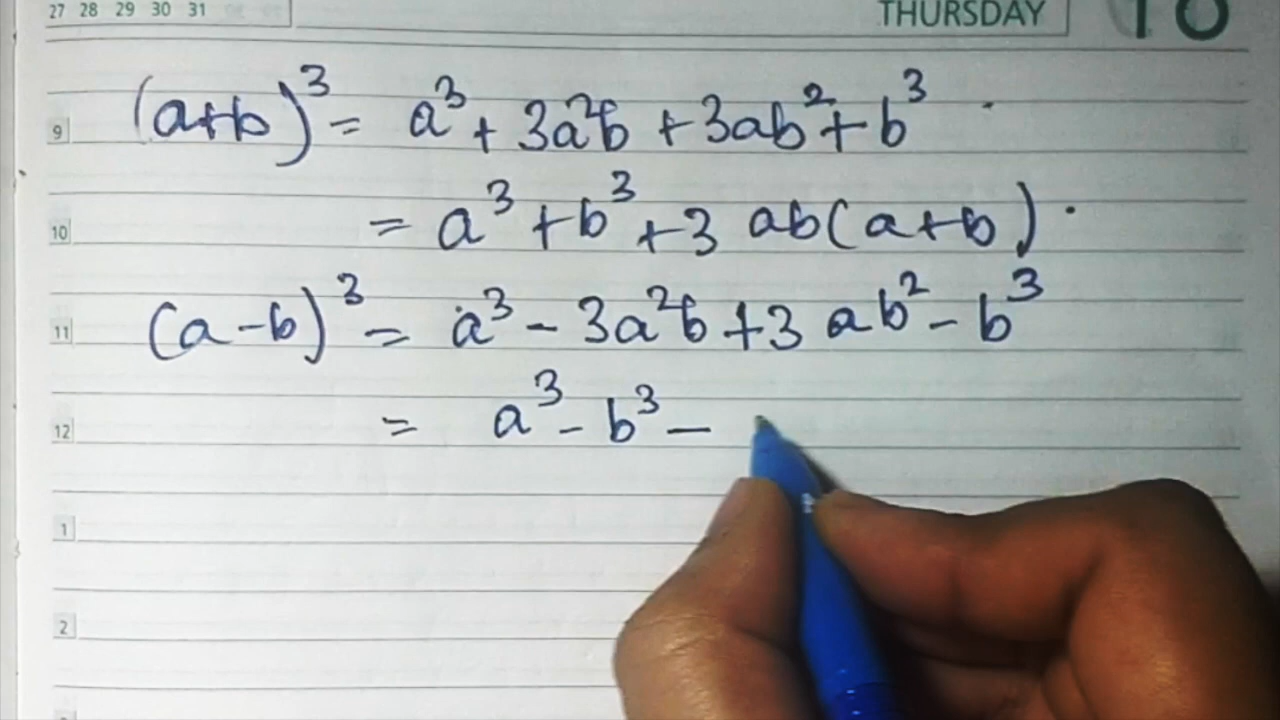 27 28 29 30 31
THURSDAY
9 (a+b)³ = a³ + 3a²b + 3ab² + b³ .
10 = a³ + b³ + 3 ab(a+b) .
11 (a-b)³ = a³ - 3a²b + 3 ab² - b³
12 = a³ - b³ -
1
2